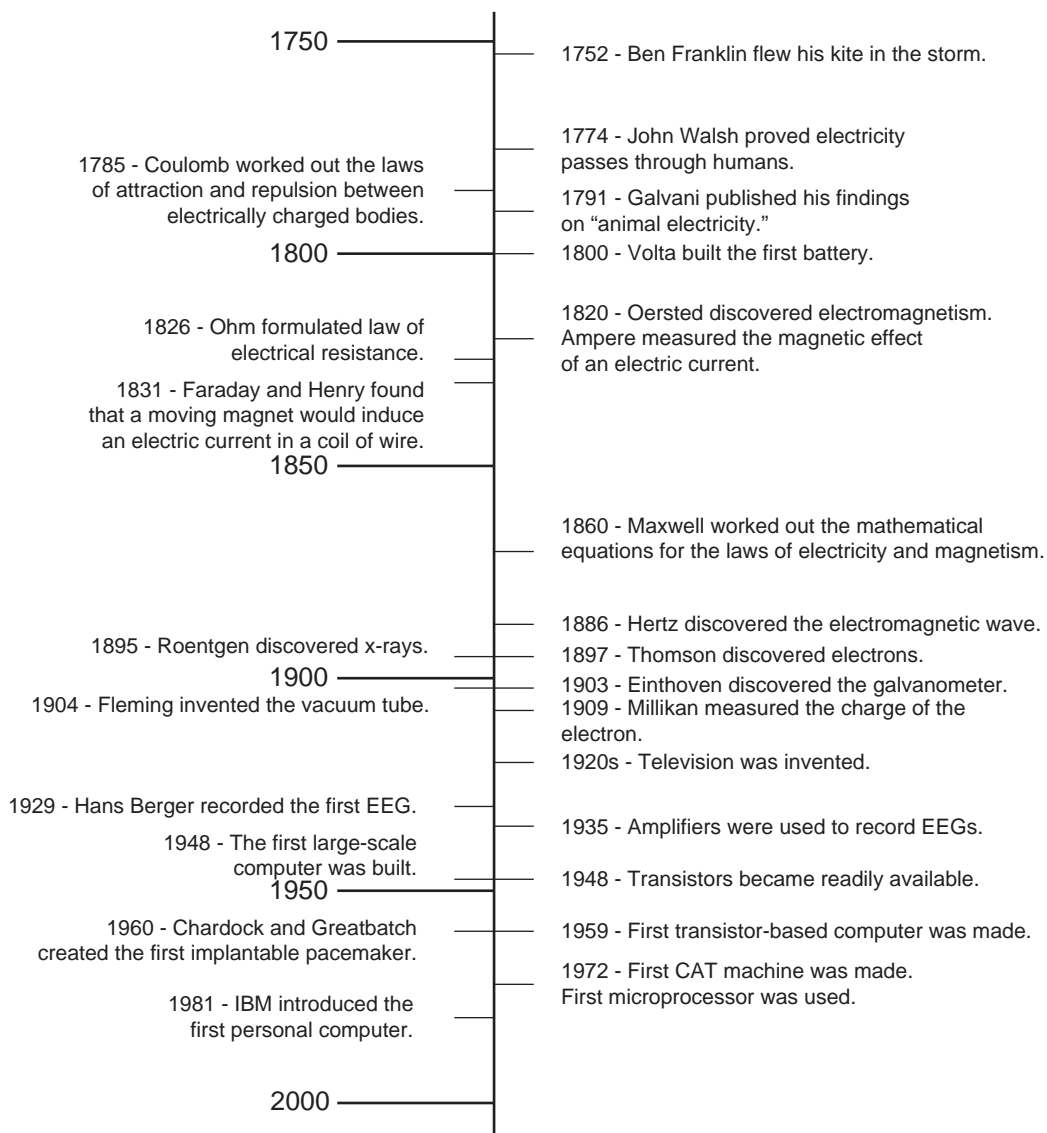 1750
1752 - Ben Franklin flew his kite in the storm.
1774 - John Walsh proved electricity
passes through humans.
1785 - Coulomb worked out the laws
of attraction and repulsion between
electrically charged bodies.
1791 - Galvani published his findings
on “animal electricity.”
1800
1800 - Volta built the first battery.
1820 - Oersted discovered electromagnetism.
Ampere measured the magnetic effect
of an electric current.
1826 - Ohm formulated law of
electrical resistance.
1831 - Faraday and Henry found
that a moving magnet would induce
an electric current in a coil of wire.
1850
1860 - Maxwell worked out the mathematical
equations for the laws of electricity and magnetism.
1886 - Hertz discovered the electromagnetic wave.
1895 - Roentgen discovered x-rays.
1897 - Thomson discovered electrons.
1900
1903 - Einthoven discovered the galvanometer.
1904 - Fleming invented the vacuum tube.
1909 - Millikan measured the charge of the
electron.
1920s - Television was invented.
1929 - Hans Berger recorded the first EEG.
1935 - Amplifiers were used to record EEGs.
1948 - The first large-scale
computer was built.
1948 - Transistors became readily available.
1950
1960 - Chardock and Greatbatch
created the first implantable pacemaker.
1959 - First transistor-based computer was made.
1972 - First CAT machine was made.
First microprocessor was used.
1981 - IBM introduced the
first personal computer.
2000